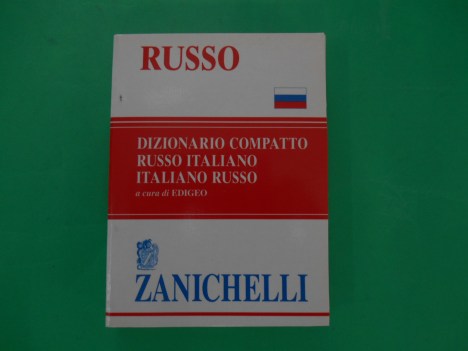 RUSSO
DIZIONARIO COMPATTO
RUSSO ITALIANO
ITALIANO RUSSO
a cura di EDIGEO
ZANICHELLI